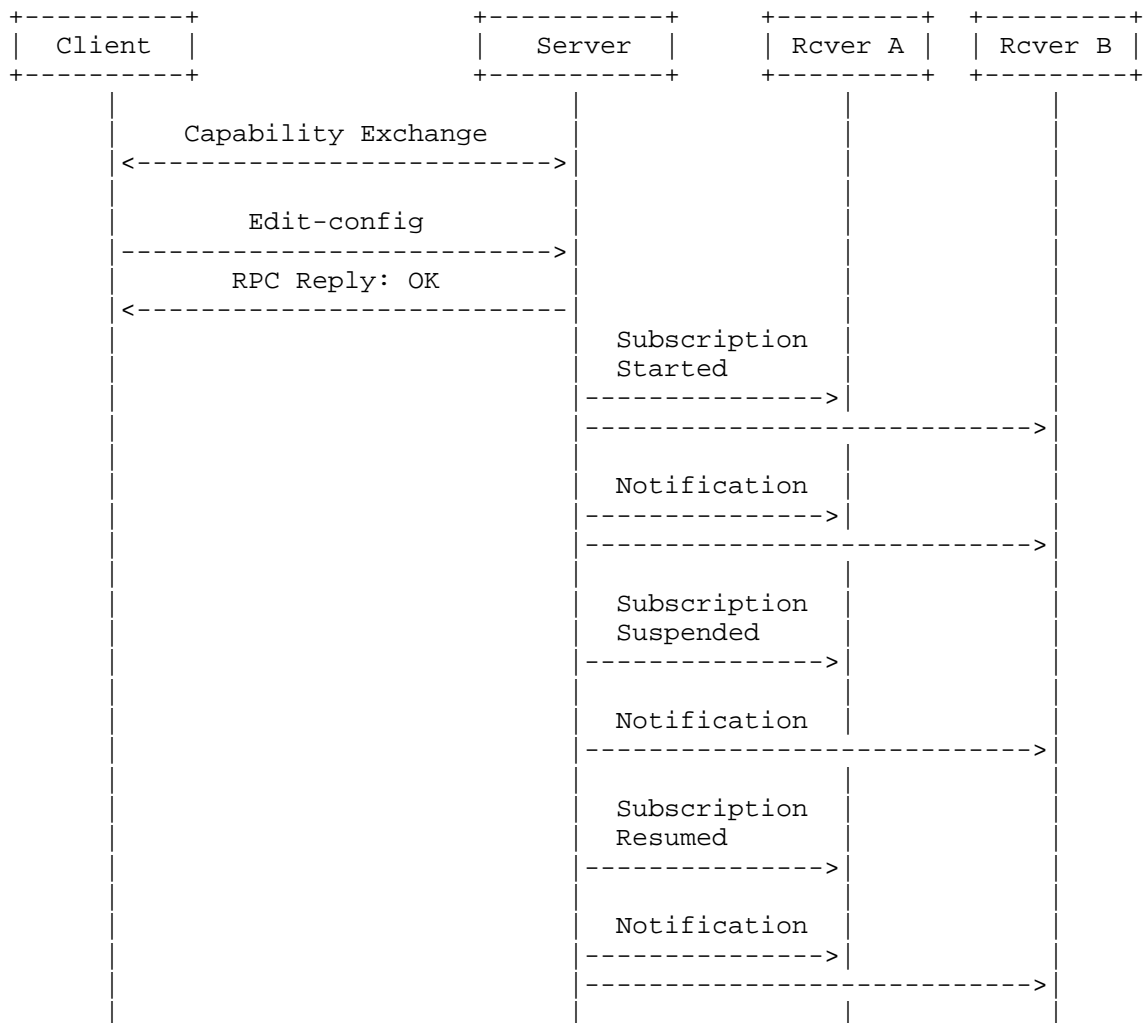 Client Server Rcver A Rcver B
Capability Exchange
Edit-config
RPC Reply: OK
Subscription
Started
Notification
Subscription
Suspended
Notification
Subscription
Resumed
Notification